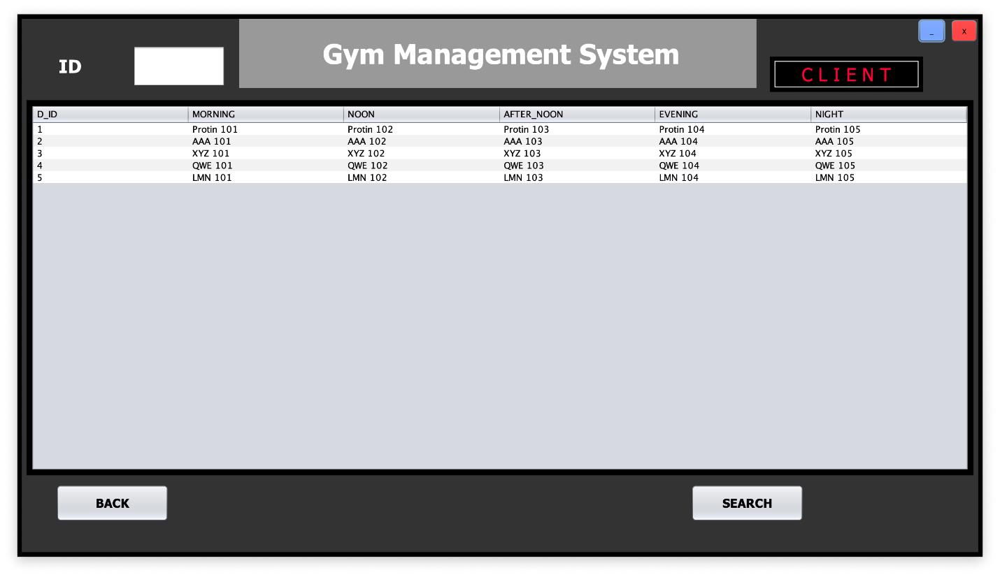 _ x
Gym Management System
ID
CLIENT
D_ID MORNING NOON AFTER_NOON EVENING NIGHT
1 Protin 101 Protin 102 Protin 103 Protin 104 Protin 105
2 AAA 101 AAA 102 AAA 103 AAA 104 AAA 105
3 XYZ 101 XYZ 102 XYZ 103 XYZ 104 XYZ 105
4 QWE 101 QWE 102 QWE 103 QWE 104 QWE 105
5 LMN 101 LMN 102 LMN 103 LMN 104 LMN 105
BACK SEARCH